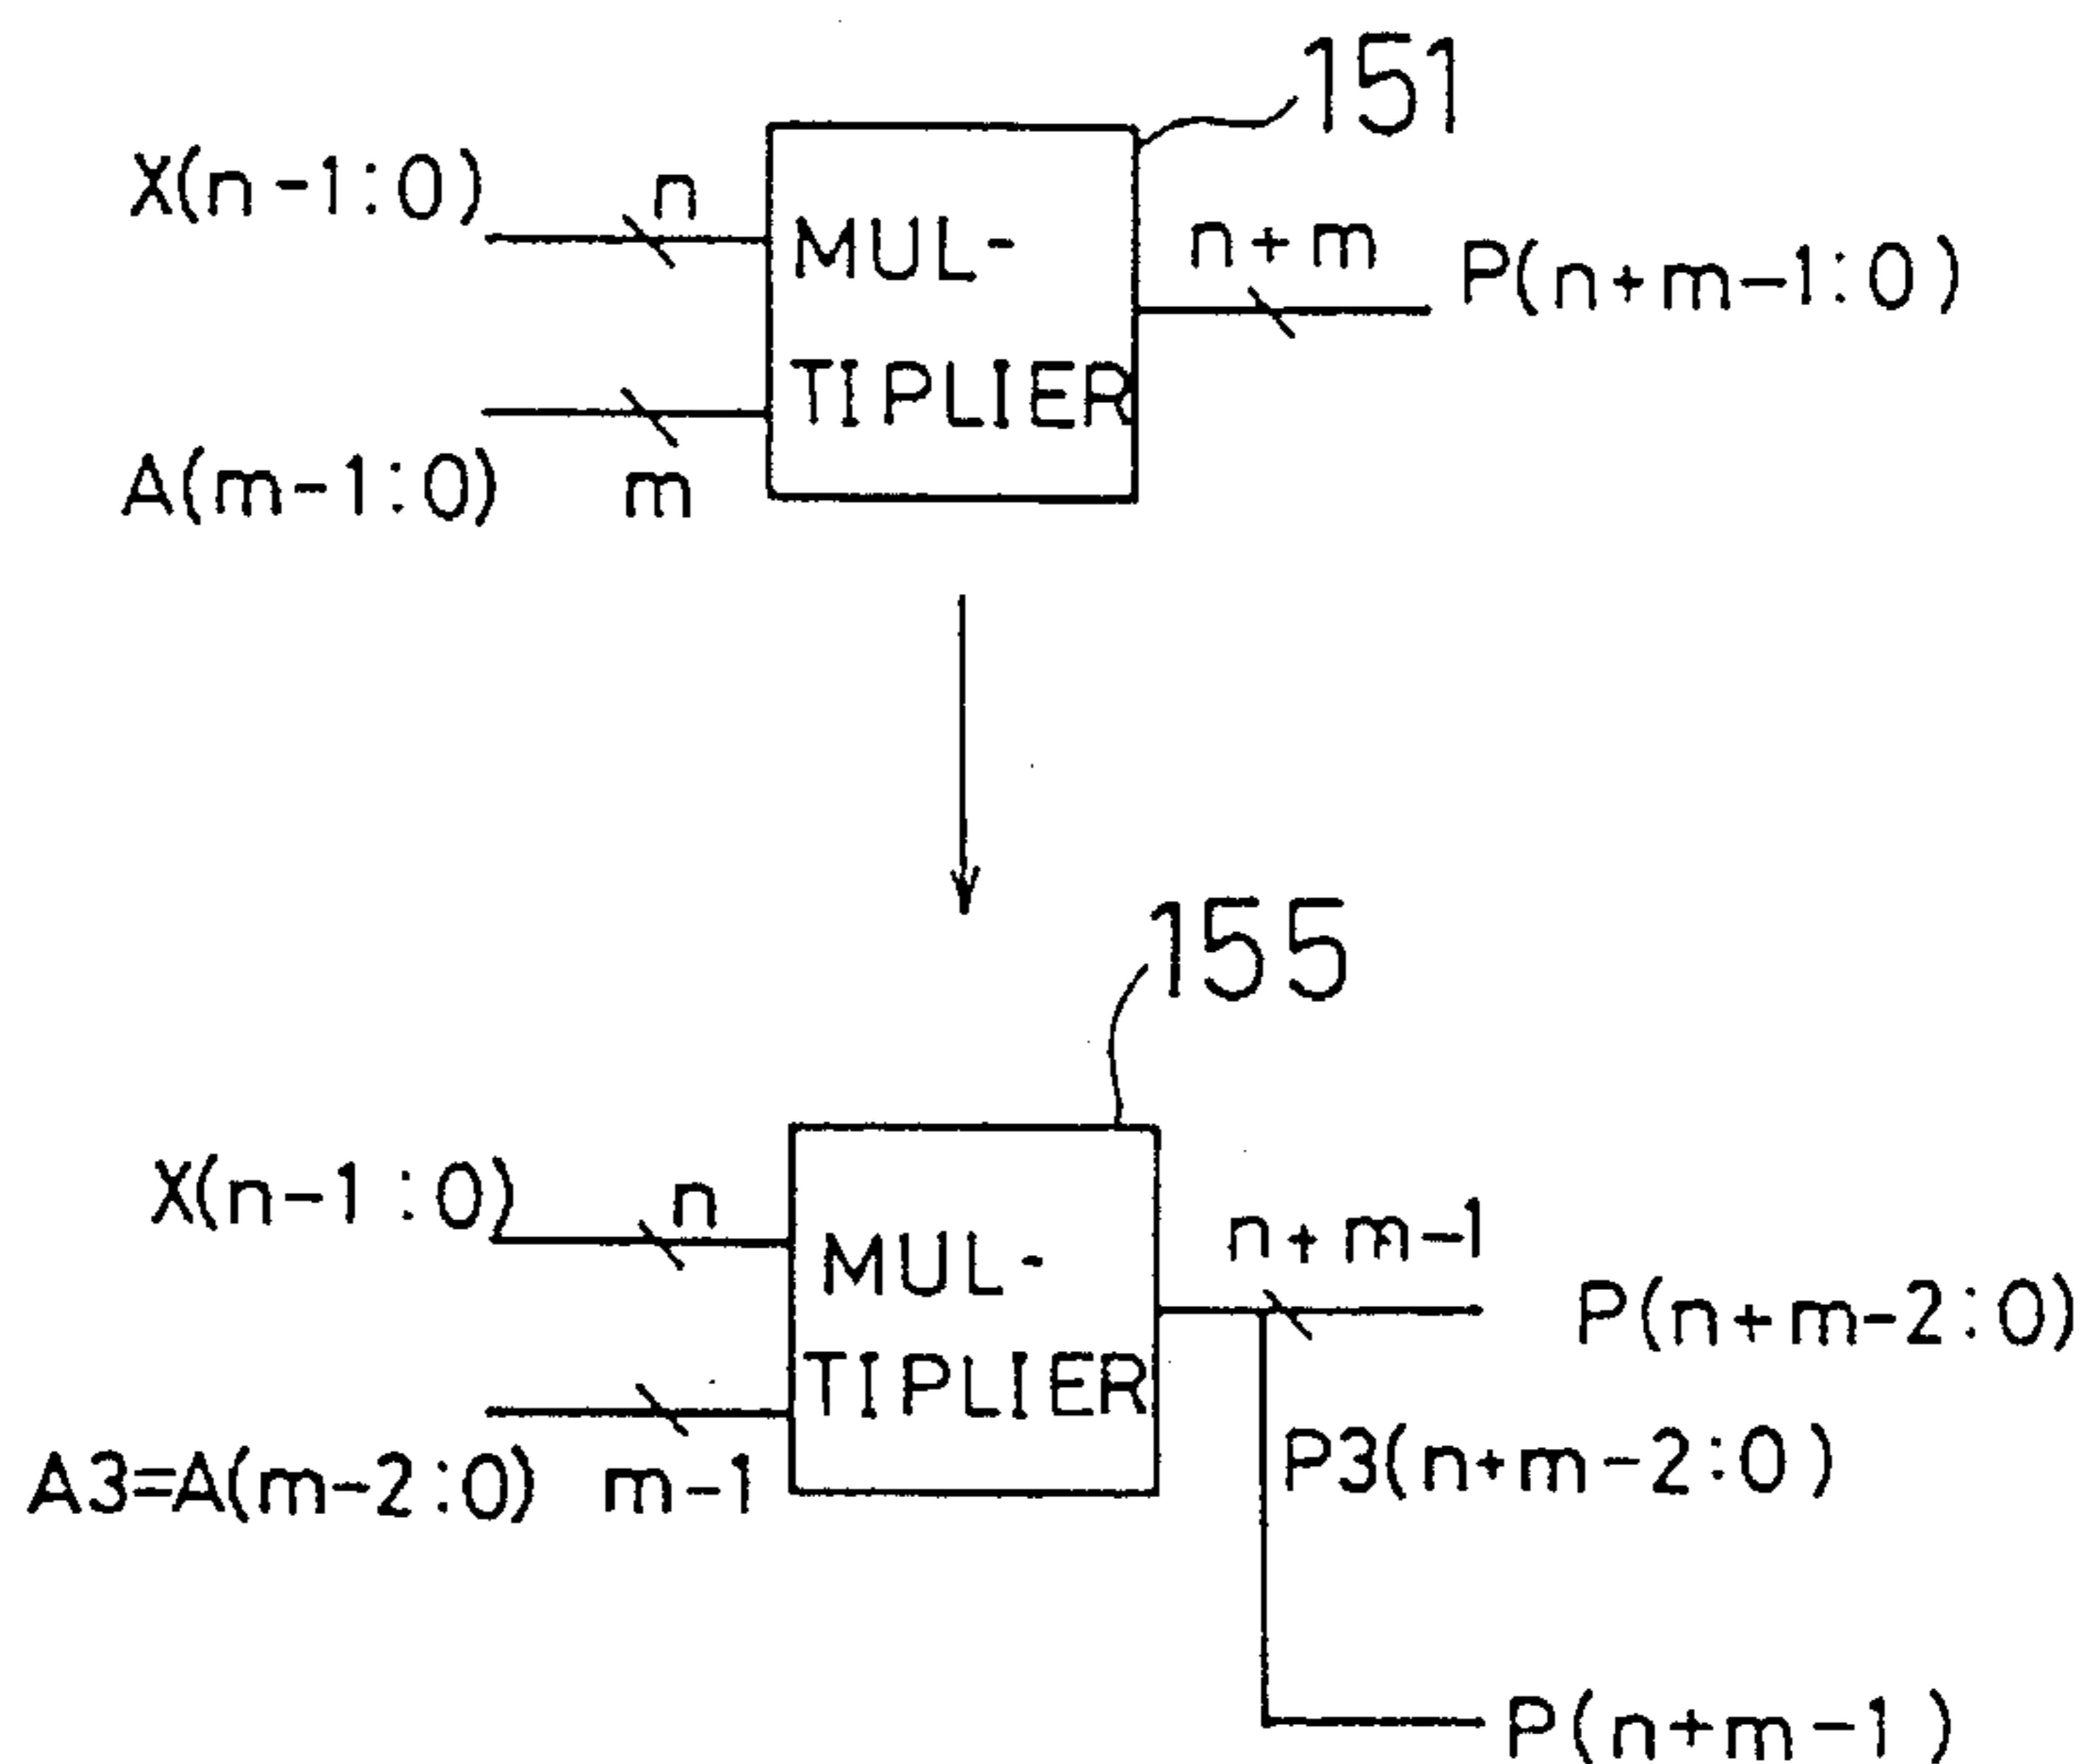 151
X(n-1:0)
n
MUL-
TIPLIER
n+m
P(n+m-1:0)
A(m-1:0)
m
155
X(n-1:0)
n
MUL-
TIPLIER
n+m-1
P(n+m-2:0)
A3=A(m-2:0)
m-1
P3(n+m-2:0)
P(n+m-1)